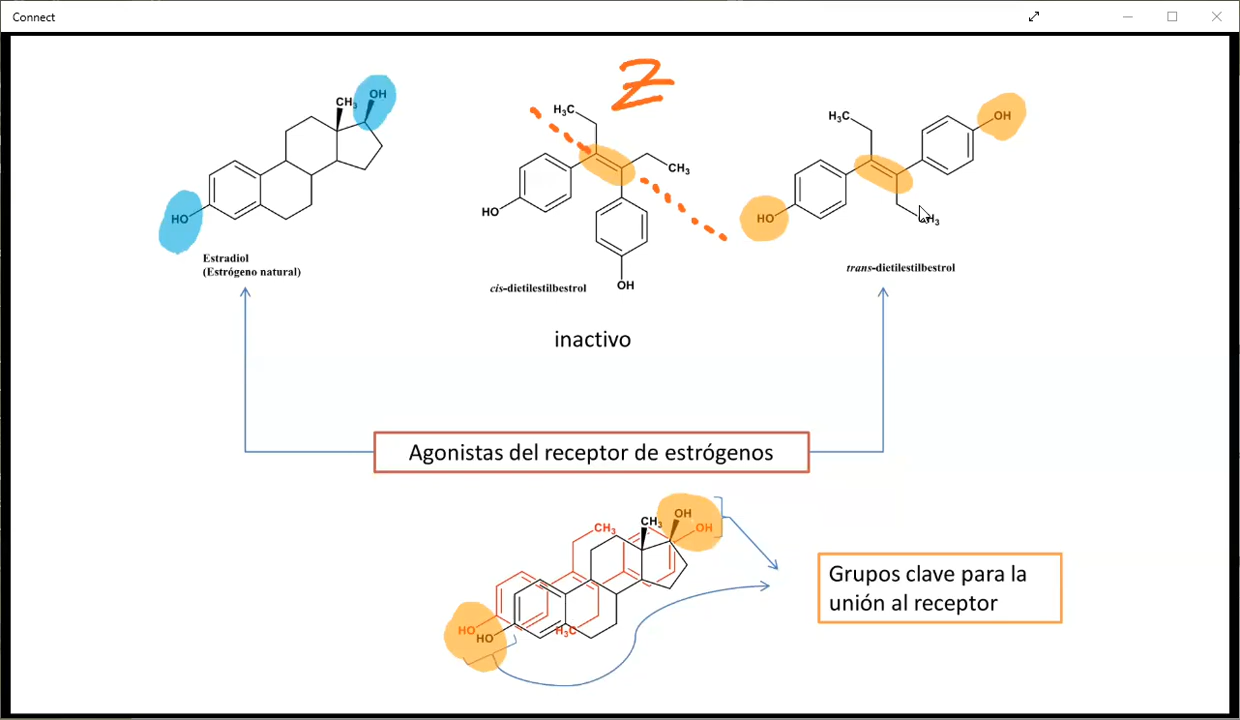 Connect
CH3
OH
HO
Estradiol
(Estrógeno natural)
Z
H3C
CH3
HO
OH
cis-dietilestilbestrol
inactivo
H3C
OH
HO
CH3
trans-dietilestilbestrol
Agonistas del receptor de estrógenos
OH
CH3
CH3
OH
HO
H3C
HO
Grupos clave para la
unión al receptor